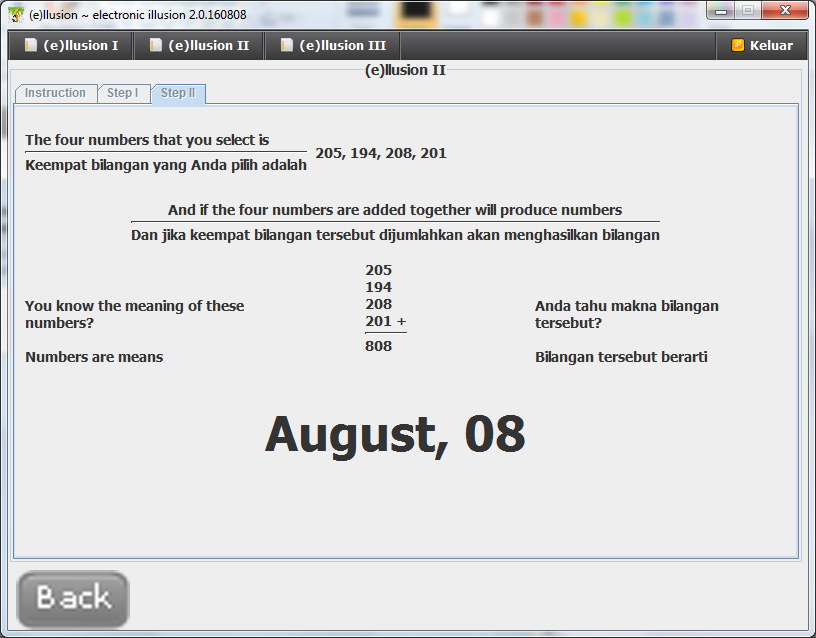 (e)llusion ~ electronic illusion 2.0.160808
(e)llusion I
(e)llusion II
(e)llusion III
Keluar
(e)llusion II
Instruction
Step I
Step II
The four numbers that you select is
Keempat bilangan yang Anda pilih adalah
205, 194, 208, 201
And if the four numbers are added together will produce numbers
Dan jika keempat bilangan tersebut dijumlahkan akan menghasilkan bilangan
205
194
208
201 +
808
You know the meaning of these
numbers?
Numbers are means
Anda tahu makna bilangan
tersebut?
Bilangan tersebut berarti
August, 08
Back